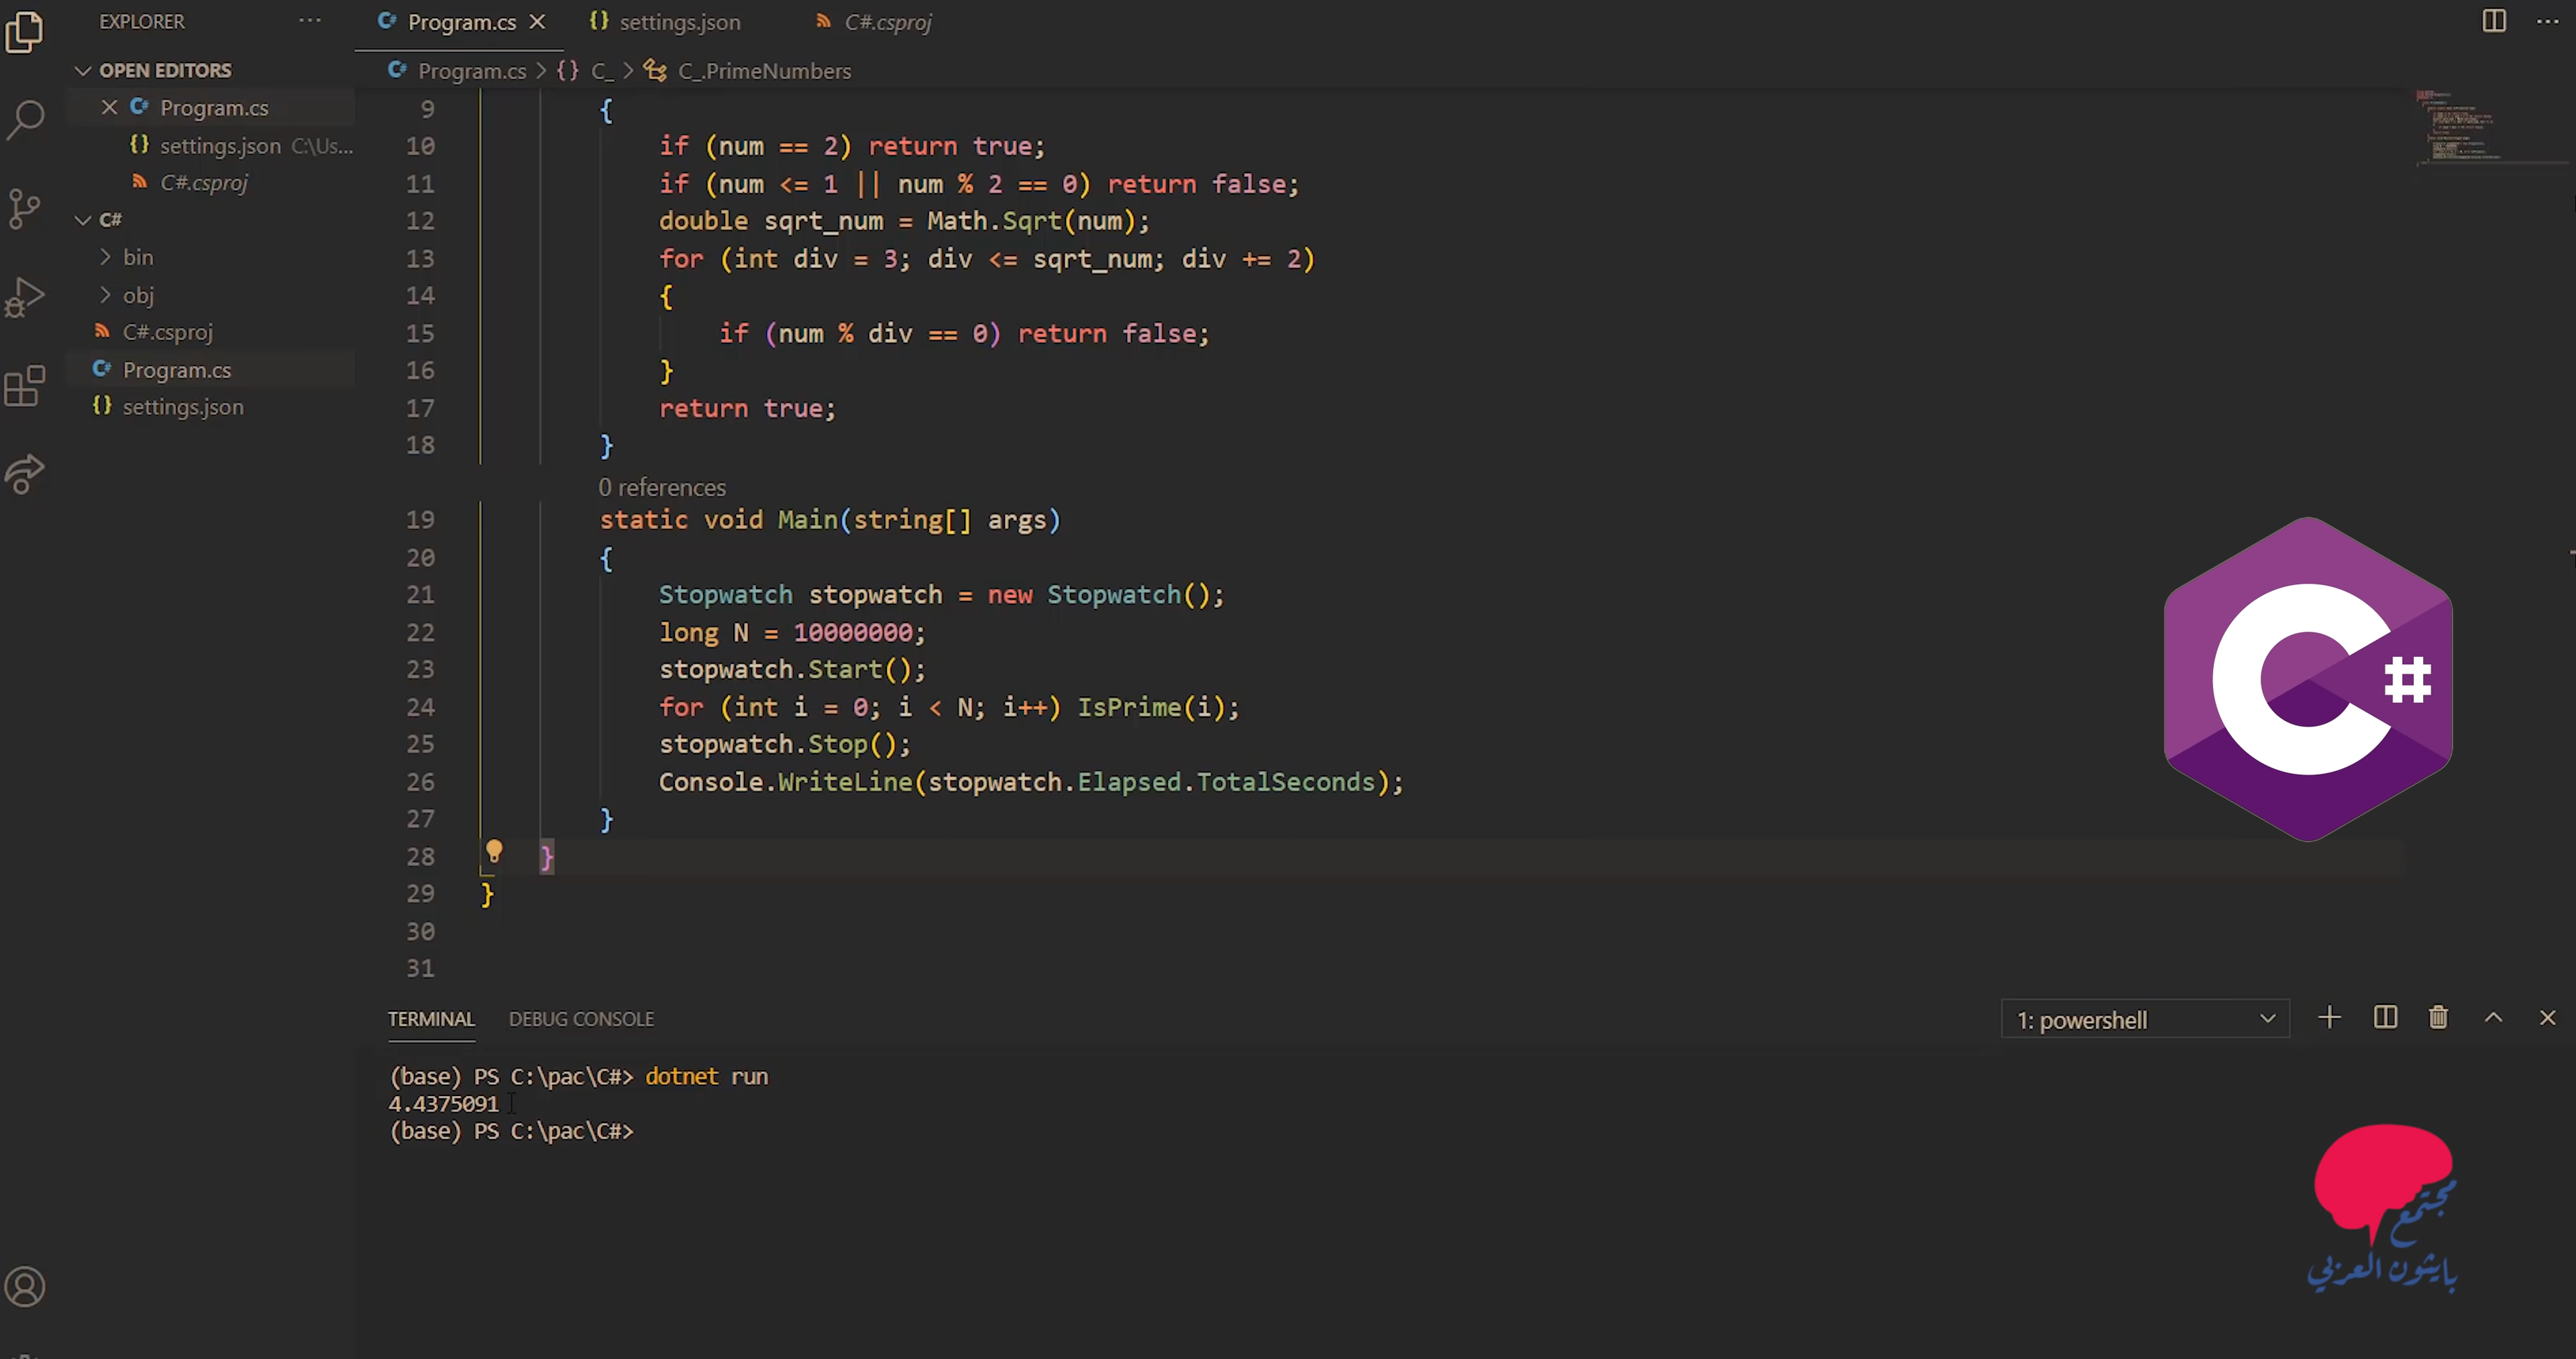 EXPLORER
OPEN EDITORS
Program.cs
settings.json C:\Us...
C#.csproj
C#
bin
obj
C#.csproj
Program.cs
settings.json
Program.cs
settings.json
C#.csproj
Program.cs > {} C_ > C_.PrimeNumbers
9 {
10 if (num == 2) return true;
11 if (num <= 1 || num % 2 == 0) return false;
12 double sqrt_num = Math.Sqrt(num);
13 for (int div = 3; div <= sqrt_num; div += 2)
14 {
15 if (num % div == 0) return false;
16 }
17 return true;
18 }
0 references
19 static void Main(string[] args)
20 {
21 Stopwatch stopwatch = new Stopwatch();
22 long N = 10000000;
23 stopwatch.Start();
24 for (int i = 0; i < N; i++) IsPrime(i);
25 stopwatch.Stop();
26 Console.WriteLine(stopwatch.Elapsed.TotalSeconds);
27 }
28 }
29 }
30
31
C#
TERMINAL DEBUG CONSOLE
1: powershell
(base) PS C:\pac\C#> dotnet run
4.4375091
(base) PS C:\pac\C#>
مجتمع
بايثون العربي